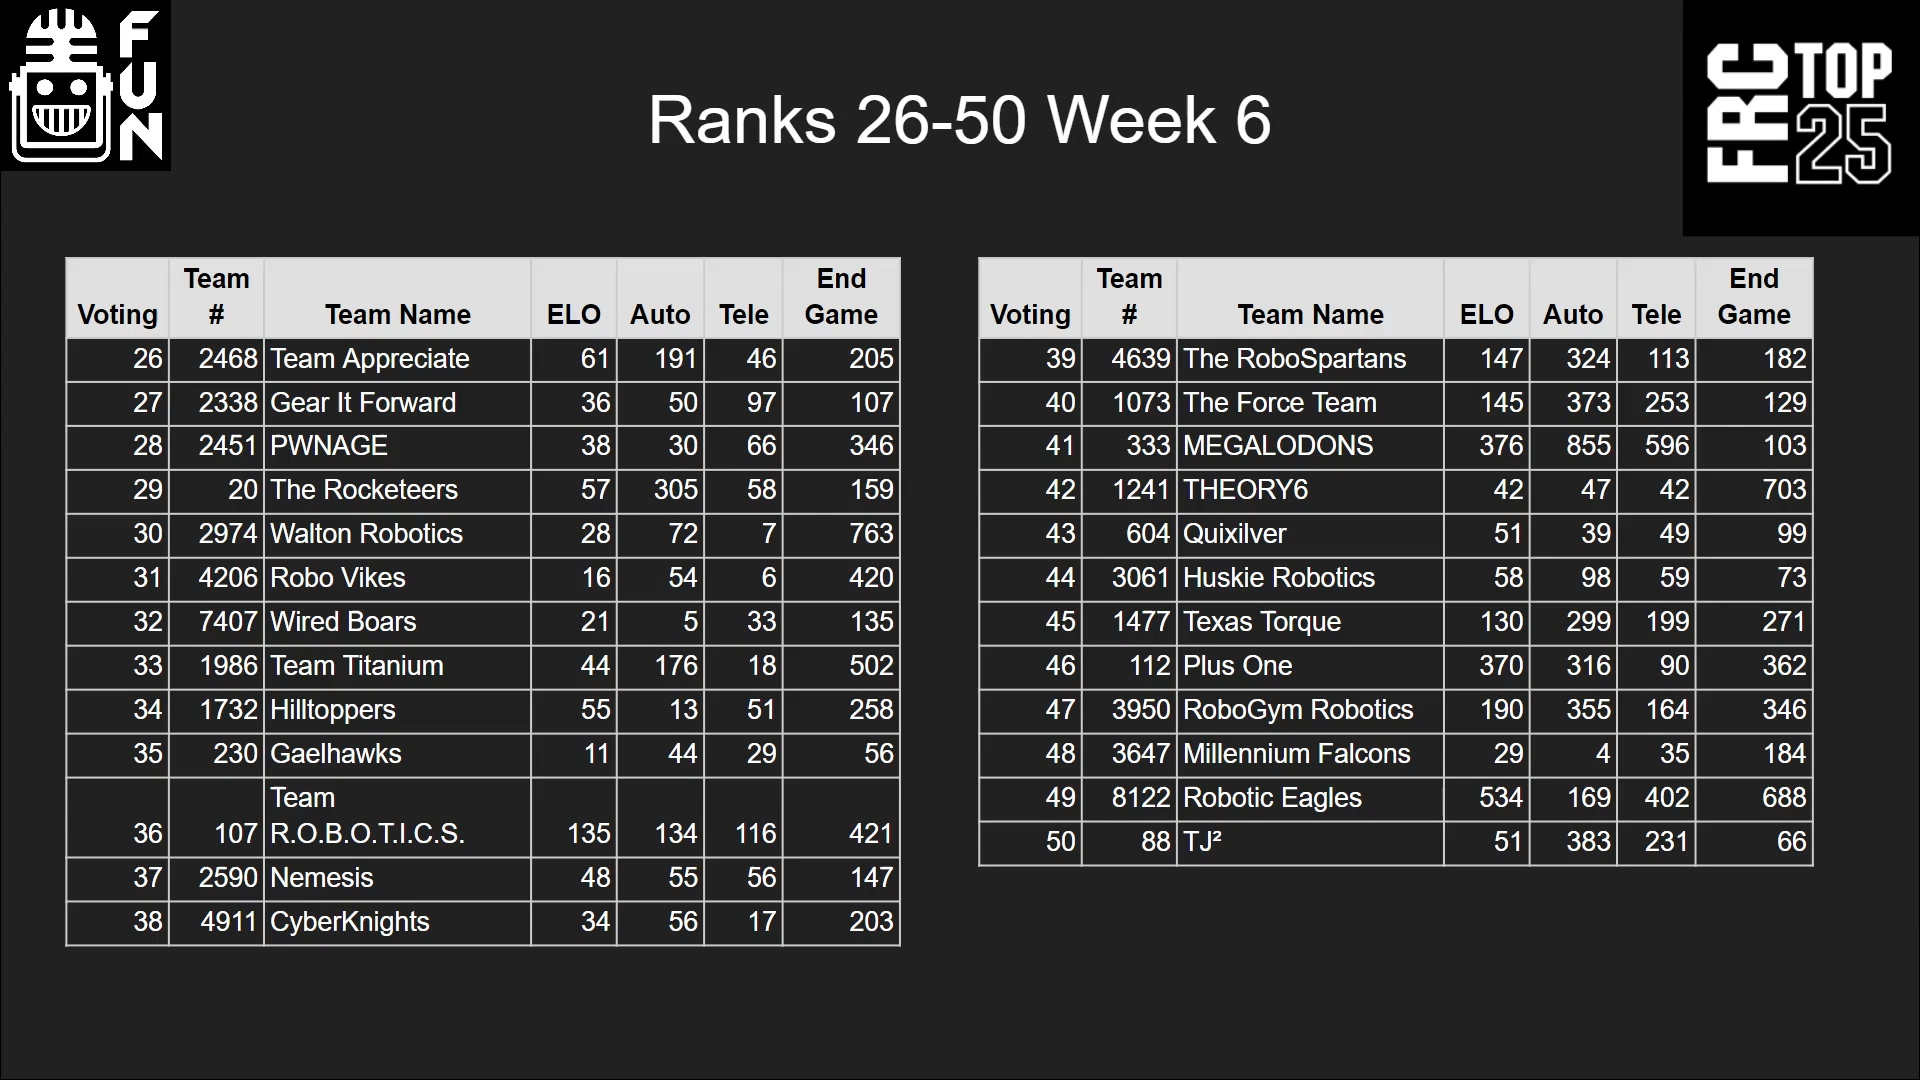 FUN
FRC TOP 25
Ranks 26-50 Week 6
Voting Team # Team Name ELO Auto Tele End Game
26 2468 Team Appreciate 61 191 46 205
27 2338 Gear It Forward 36 50 97 107
28 2451 PWNAGE 38 30 66 346
29 20 The Rocketeers 57 305 58 159
30 2974 Walton Robotics 28 72 7 763
31 4206 Robo Vikes 16 54 6 420
32 7407 Wired Boars 21 5 33 135
33 1986 Team Titanium 44 176 18 502
34 1732 Hilltoppers 55 13 51 258
35 230 Gaelhawks 11 44 29 56
36 107 Team R.O.B.O.T.I.C.S. 135 134 116 421
37 2590 Nemesis 48 55 56 147
38 4911 CyberKnights 34 56 17 203
Voting Team # Team Name ELO Auto Tele End Game
39 4639 The RoboSpartans 147 324 113 182
40 1073 The Force Team 145 373 253 129
41 333 MEGALODONS 376 855 596 103
42 1241 THEORY6 42 47 42 703
43 604 Quixilver 51 39 49 99
44 3061 Huskie Robotics 58 98 59 73
45 1477 Texas Torque 130 299 199 271
46 112 Plus One 370 316 90 362
47 3950 RoboGym Robotics 190 355 164 346
48 3647 Millennium Falcons 29 4 35 184
49 8122 Robotic Eagles 534 169 402 688
50 88 TJ² 51 383 231 66